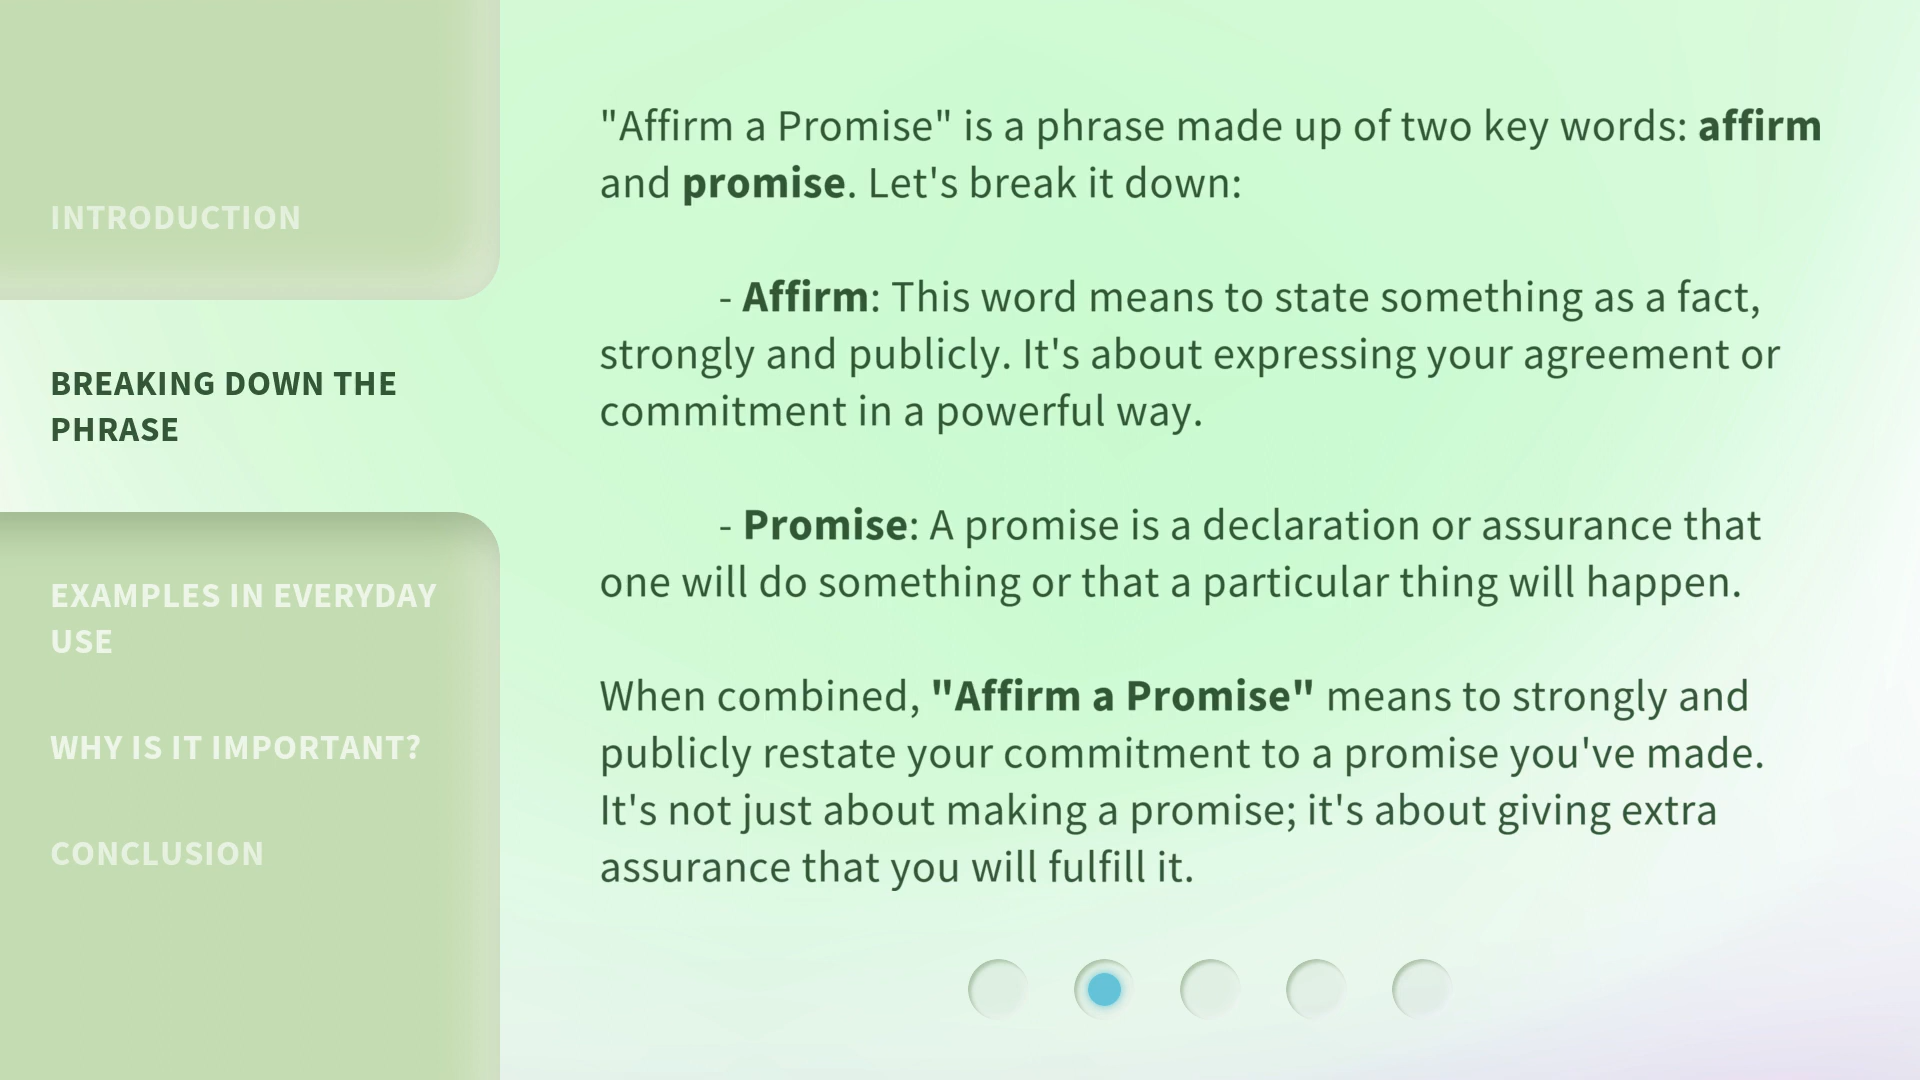 INTRODUCTION
BREAKING DOWN THE
PHRASE
EXAMPLES IN EVERYDAY
USE
WHY IS IT IMPORTANT?
CONCLUSION
"Affirm a Promise" is a phrase made up of two key words: affirm
and promise. Let's break it down:
- Affirm: This word means to state something as a fact,
strongly and publicly. It's about expressing your agreement or
commitment in a powerful way.
- Promise: A promise is a declaration or assurance that
one will do something or that a particular thing will happen.
When combined, "Affirm a Promise" means to strongly and
publicly restate your commitment to a promise you've made.
It's not just about making a promise; it's about giving extra
assurance that you will fulfill it.